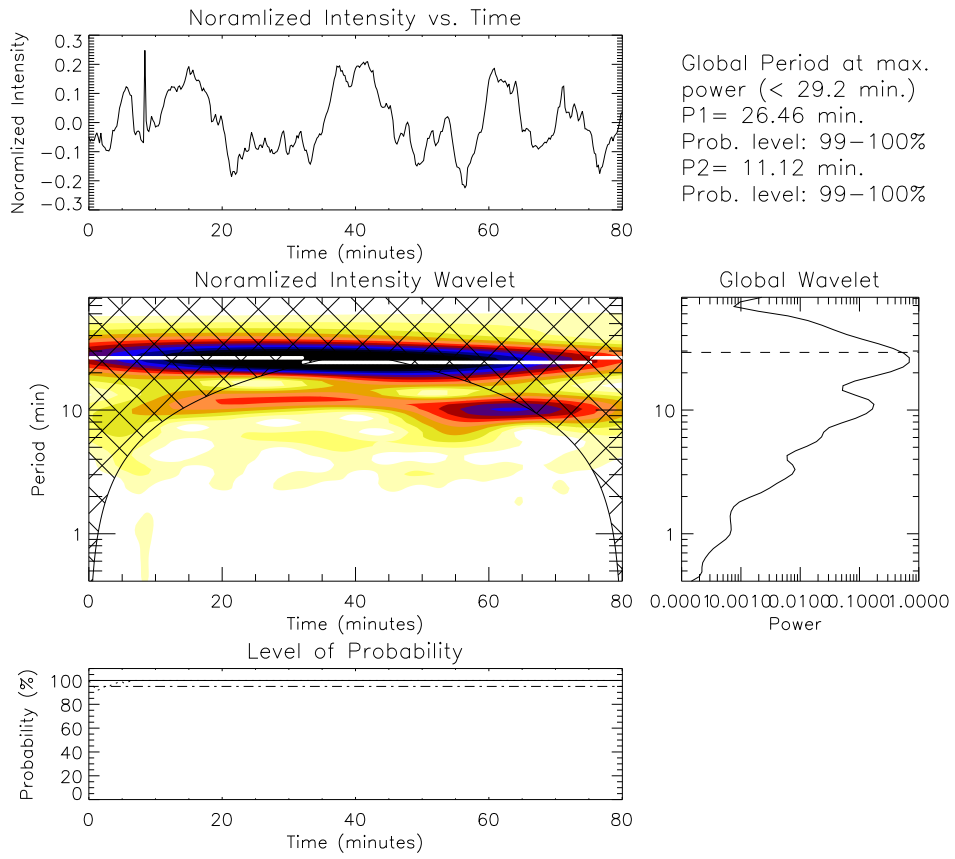 Noramlized Intensity vs. Time
Noramlized Intensity
0.3
0.2
0.1
0.0
−0.1
−0.2
−0.3
0 20 40 60 80
Time (minutes)
Global Period at max.
power (< 29.2 min.)
P1= 26.46 min.
Prob. level: 99−100%
P2= 11.12 min.
Prob. level: 99−100%
Noramlized Intensity Wavelet
Period (min)
10
1
0 20 40 60 80
Time (minutes)
Global Wavelet
10
1
0.0001 0.0010 0.0100 0.1000 1.0000
Power
Level of Probability
Probability (%)
100
80
60
40
20
0
0 20 40 60 80
Time (minutes)